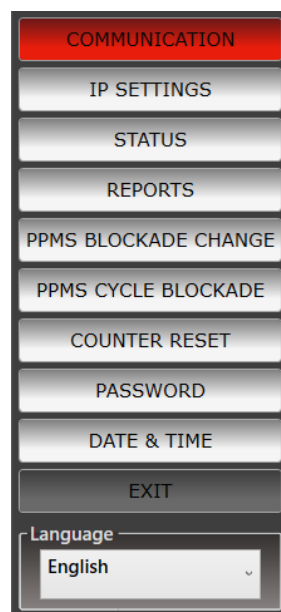 COMMUNICATION
IP SETTINGS
STATUS
REPORTS
PPMS BLOCKADE CHANGE
PPMS CYCLE BLOCKADE
COUNTER RESET
PASSWORD
DATE & TIME
EXIT
Language
English